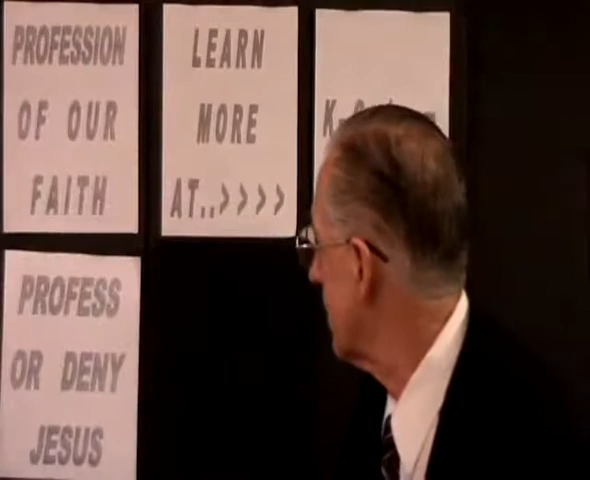 PROFESSION
OF OUR
FAITH
LEARN
MORE
AT..>>>>
PROFESS
OR DENY
JESUS